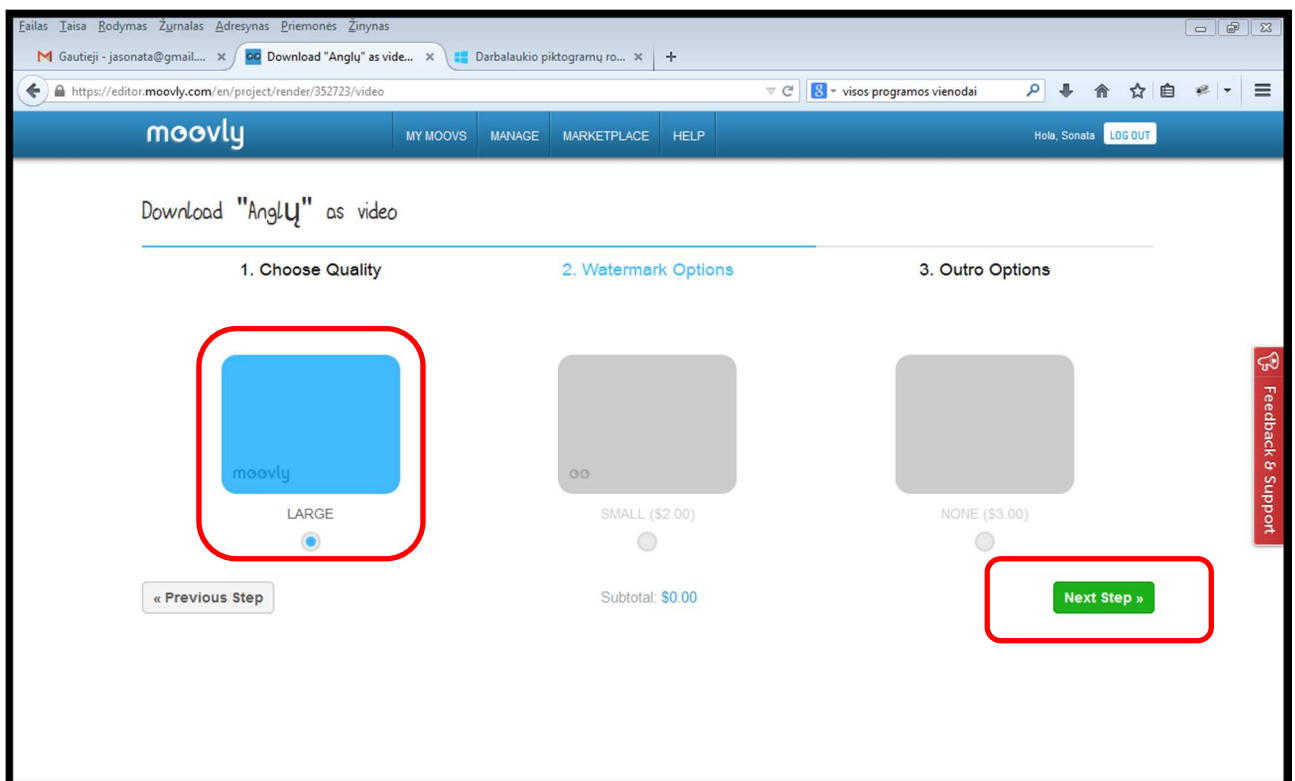 Failas Taisa Rodymas Žurnalas Adresynas Priemonės Žinynas
Gautieji - jasonata@gmail.... × Download "Anglų" as vide... × Darbalaukio piktogramų ro... × +
https://editor.moovly.com/en/project/render/352723/video 8 visos programos vienodai
moovly MY MOOVS MANAGE MARKETPLACE HELP Hola, Sonata LOG OUT
Download "Anglų" as video
1. Choose Quality 2. Watermark Options 3. Outro Options
moovly
LARGE SMALL ($2.00) NONE ($3.00)
« Previous Step Subtotal: $0.00 Next Step »
Feedback & Support